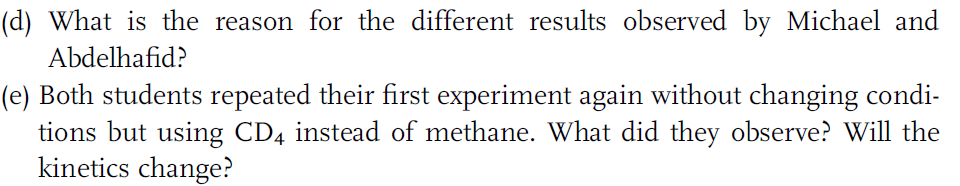 (d) What is the reason for the different results observed by Michael and
Abdelhafid?
(e) Both students repeated their first experiment again without changing condi-
tions but using CD₄ instead of methane. What did they observe? Will the
kinetics change?